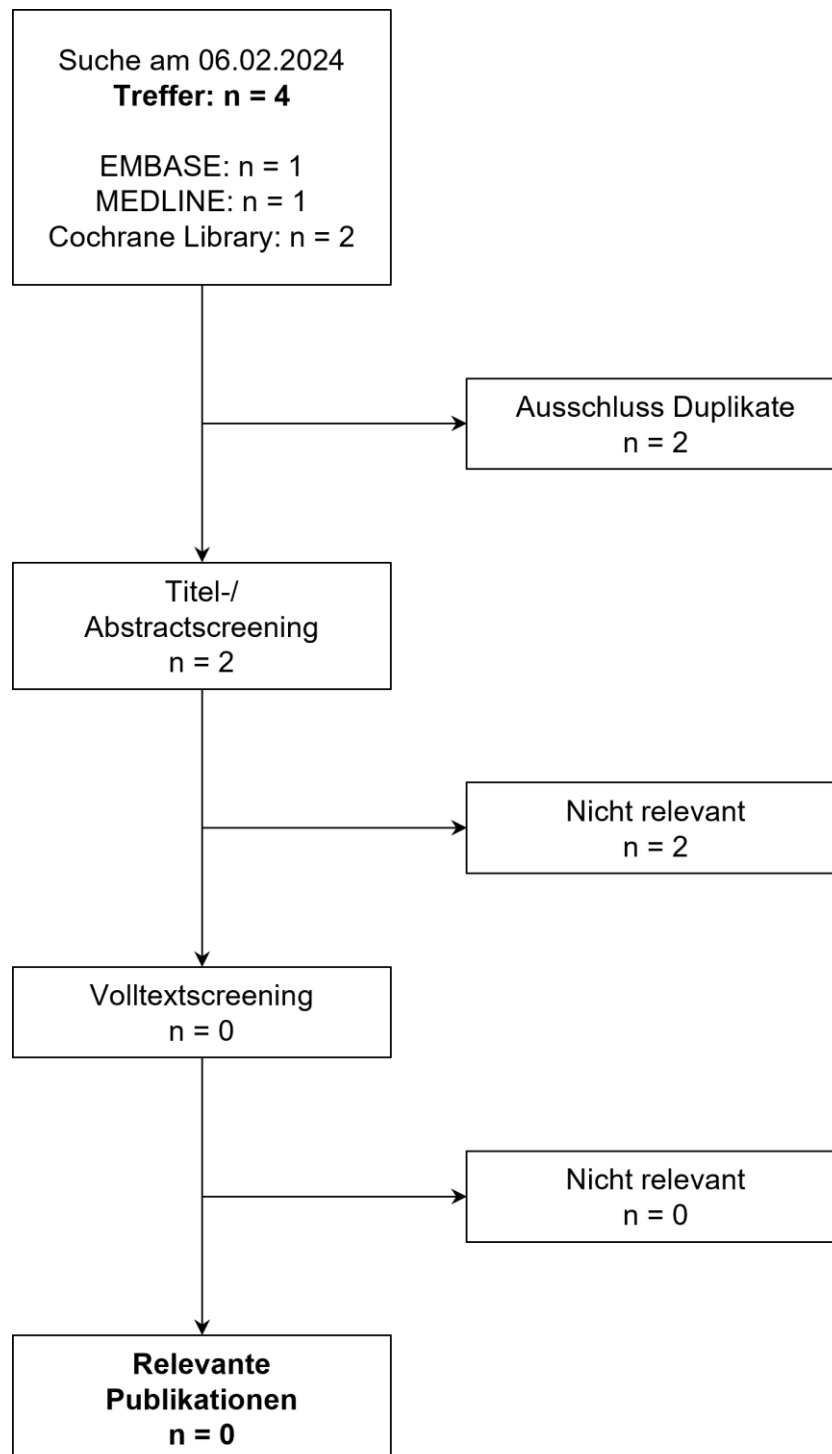 Suche am 06.02.2024
Treffer: n = 4
EMBASE: n = 1
MEDLINE: n = 1
Cochrane Library: n = 2
Ausschluss Duplikate
n = 2
Titel-/
Abstractscreening
n = 2
Nicht relevant
n = 2
Volltextscreening
n = 0
Nicht relevant
n = 0
Relevante
Publikationen
n = 0